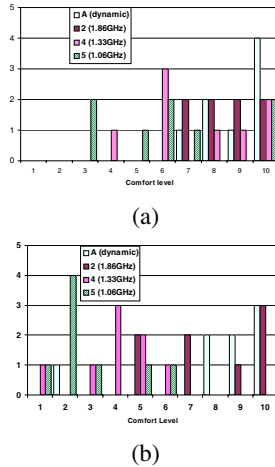 5
4
3
2
1
0
A (dynamic)
2 (1.86GHz)
4 (1.33GHz)
5 (1.06GHz)
1 2 3 4 5 6 7 8 9 10
Comfort level
(a)
5
4
3
2
1
0
A (dynamic)
2 (1.86GHz)
4 (1.33GHz)
5 (1.06GHz)
1 2 3 4 5 6 7 8 9 10
Comfort Level
(b)